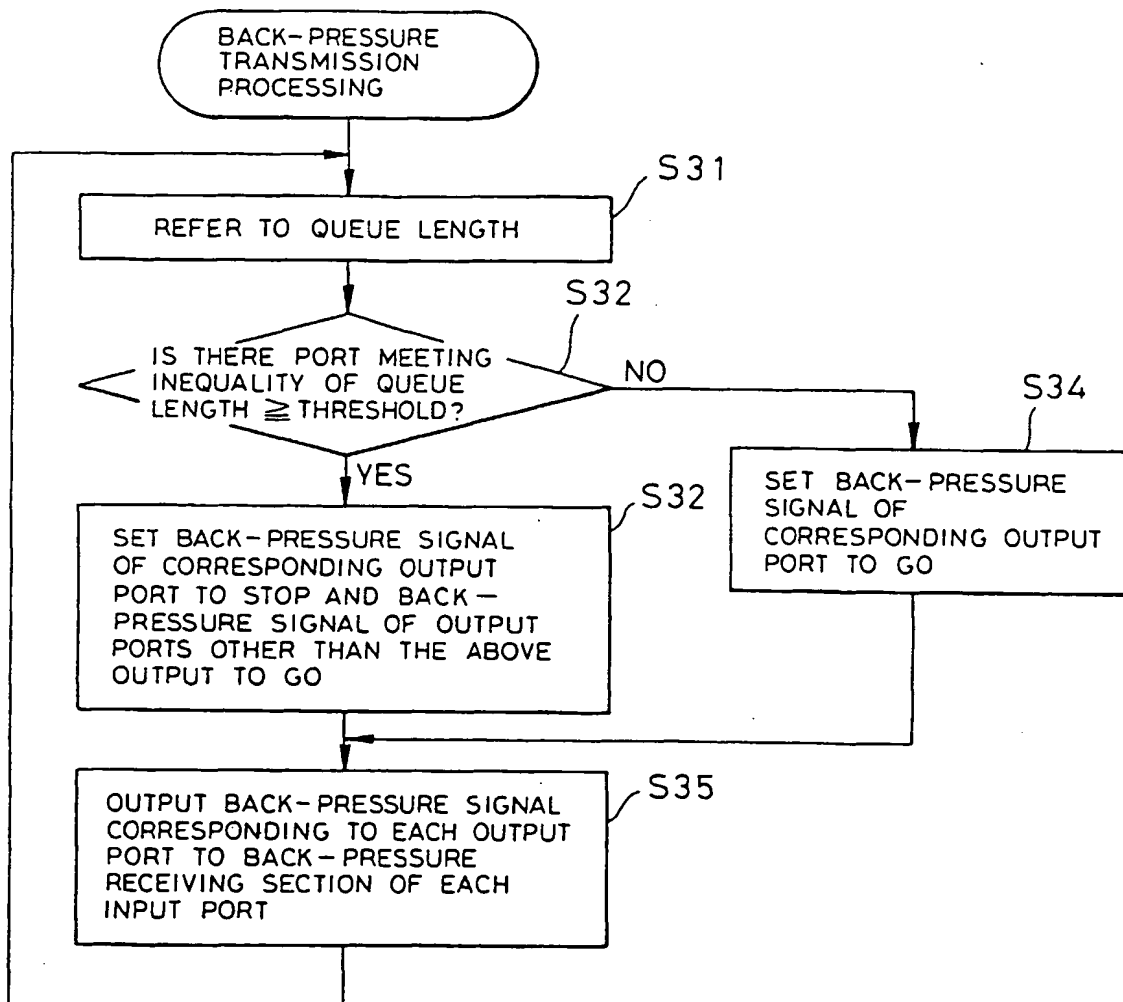 BACK-PRESSURE
TRANSMISSION
PROCESSING
S31
REFER TO QUEUE LENGTH
S32
IS THERE PORT MEETING
INEQUALITY OF QUEUE
LENGTH ≧ THRESHOLD?
NO
S34
YES
S32
SET BACK-PRESSURE
SIGNAL OF
CORRESPONDING OUTPUT
PORT TO GO
SET BACK-PRESSURE SIGNAL
OF CORRESPONDING OUTPUT
PORT TO STOP AND BACK-
PRESSURE SIGNAL OF OUTPUT
PORTS OTHER THAN THE ABOVE
OUTPUT TO GO
S35
OUTPUT BACK-PRESSURE SIGNAL
CORRESPONDING TO EACH OUTPUT
PORT TO BACK-PRESSURE
RECEIVING SECTION OF EACH
INPUT PORT